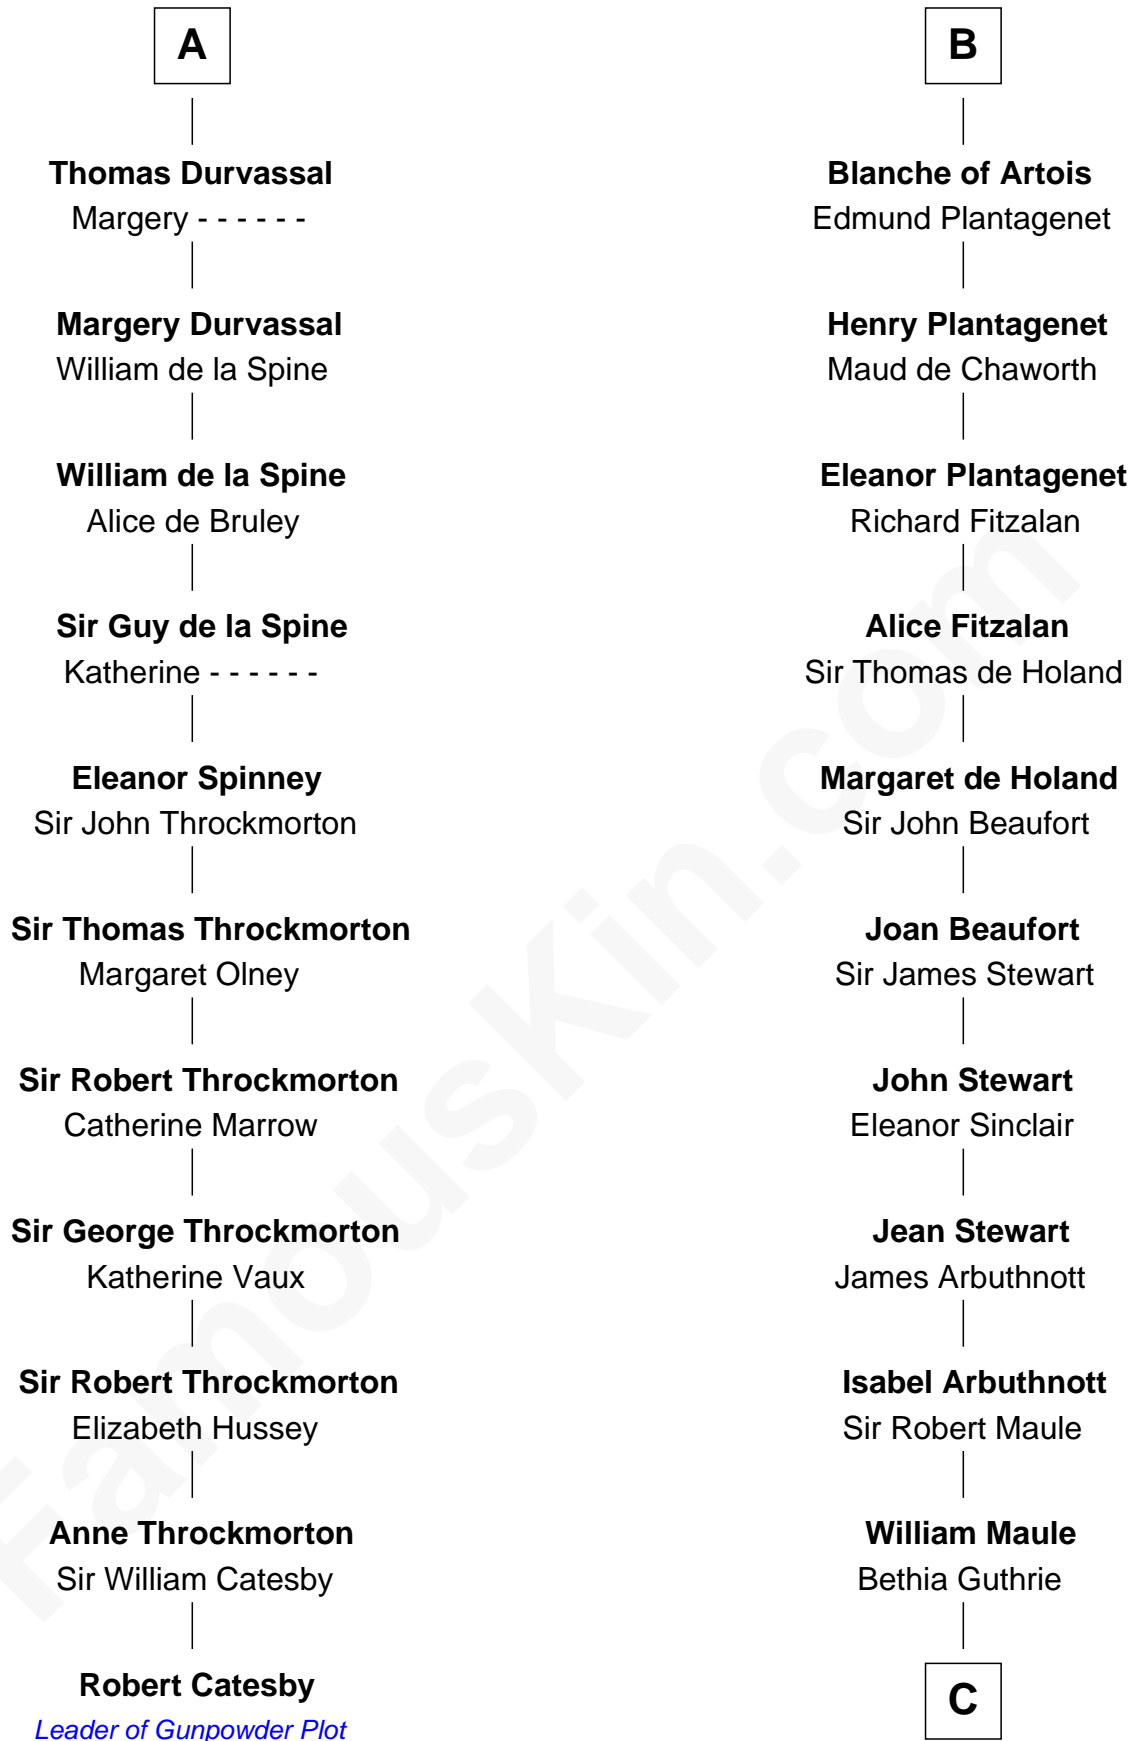 A
Thomas Durvassal
Margery - - - - - -
Margery Durvassal
William de la Spine
William de la Spine
Alice de Bruley
Sir Guy de la Spine
Katherine - - - - - -
Eleanor Spinney
Sir John Throckmorton
Sir Thomas Throckmorton
Margaret Olney
Sir Robert Throckmorton
Catherine Marrow
Sir George Throckmorton
Katherine Vaux
Sir Robert Throckmorton
Elizabeth Hussey
Anne Throckmorton
Sir William Catesby
Robert Catesby
Leader of Gunpowder Plot
B
Blanche of Artois
Edmund Plantagenet
Henry Plantagenet
Maud de Chaworth
Eleanor Plantagenet
Richard Fitzalan
Alice Fitzalan
Sir Thomas de Holand
Margaret de Holand
Sir John Beaufort
Joan Beaufort
Sir James Stewart
John Stewart
Eleanor Sinclair
Jean Stewart
James Arbuthnott
Isabel Arbuthnott
Sir Robert Maule
William Maule
Bethia Guthrie
C
FamousKin.com